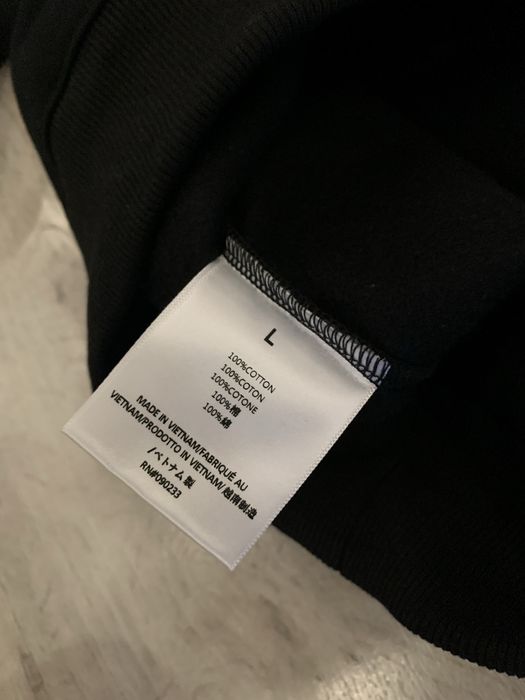 L
100%COTTON
100%COTON
100%COTONE
100%棉
100%綿
MADE IN VIETNAM/FABRIQUÉ AU
VIETNAM/PRODOTTO IN VIETNAM/越南制造
/ベトナム製
RN#090233